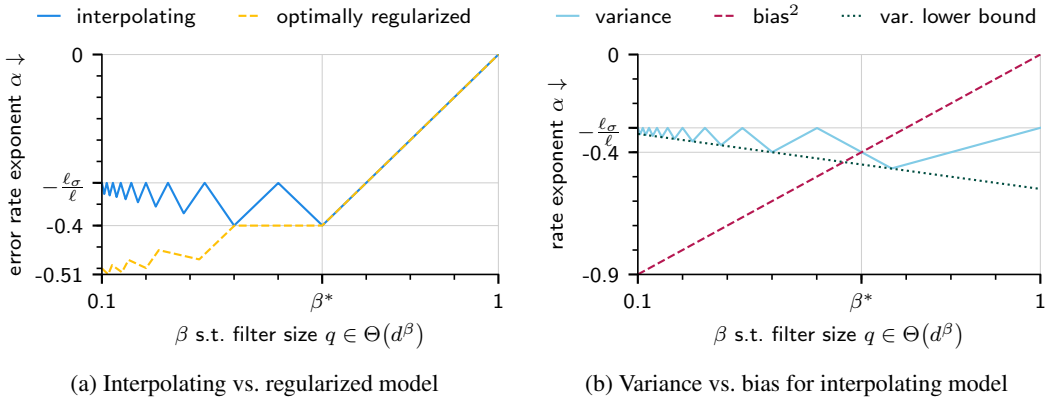 interpolating optimally regularized
variance bias² var. lower bound
error rate exponent α ↓
0
−ℓσ/ℓ
-0.4
-0.51
0.1
β*
1
β s.t. filter size q ∈ Θ(d^β)
(a) Interpolating vs. regularized model
rate exponent α ↓
0
−ℓσ/ℓ
-0.4
-0.9
0.1
β*
1
β s.t. filter size q ∈ Θ(d^β)
(b) Variance vs. bias for interpolating model